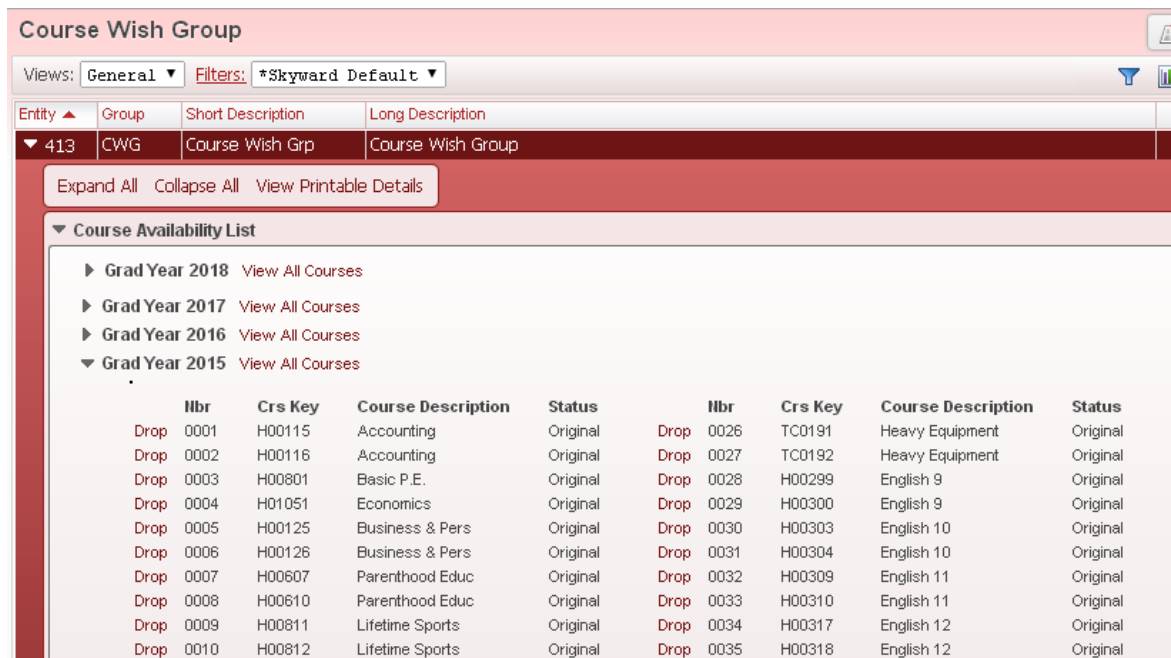 Course Wish Group
Views: General Filters: *Skyward Default
Entity Group Short Description Long Description
413 CWG Course Wish Grp Course Wish Group
Expand All Collapse All View Printable Details
Course Availability List
Grad Year 2018 View All Courses
Grad Year 2017 View All Courses
Grad Year 2016 View All Courses
Grad Year 2015 View All Courses
Nbr Crs Key Course Description Status Nbr Crs Key Course Description Status
Drop 0001 H00115 Accounting Original Drop 0026 TC0191 Heavy Equipment Original
Drop 0002 H00116 Accounting Original Drop 0027 TC0192 Heavy Equipment Original
Drop 0003 H00801 Basic P.E. Original Drop 0028 H00299 English 9 Original
Drop 0004 H01051 Economics Original Drop 0029 H00300 English 9 Original
Drop 0005 H00125 Business & Pers Original Drop 0030 H00303 English 10 Original
Drop 0006 H00126 Business & Pers Original Drop 0031 H00304 English 10 Original
Drop 0007 H00607 Parenthood Educ Original Drop 0032 H00309 English 11 Original
Drop 0008 H00610 Parenthood Educ Original Drop 0033 H00310 English 11 Original
Drop 0009 H00811 Lifetime Sports Original Drop 0034 H00317 English 12 Original
Drop 0010 H00812 Lifetime Sports Original Drop 0035 H00318 English 12 Original